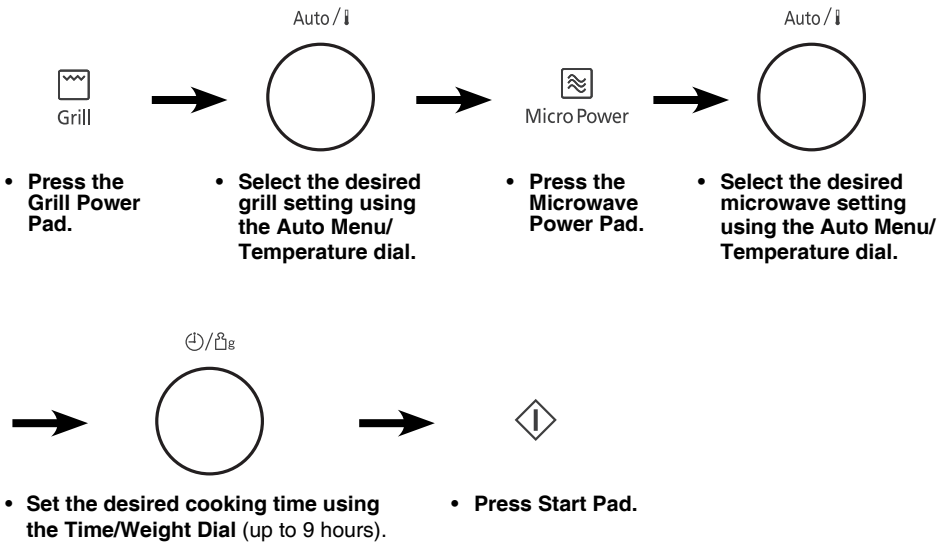 Auto /
Grill
• Press the
Grill Power
Pad.
Auto /
• Select the desired
grill setting using
the Auto Menu/
Temperature dial.
Micro Power
• Press the
Microwave
Power Pad.
• Select the desired
microwave setting
using the Auto Menu/
Temperature dial.
/ g
• Set the desired cooking time using
the Time/Weight Dial (up to 9 hours).
• Press Start Pad.